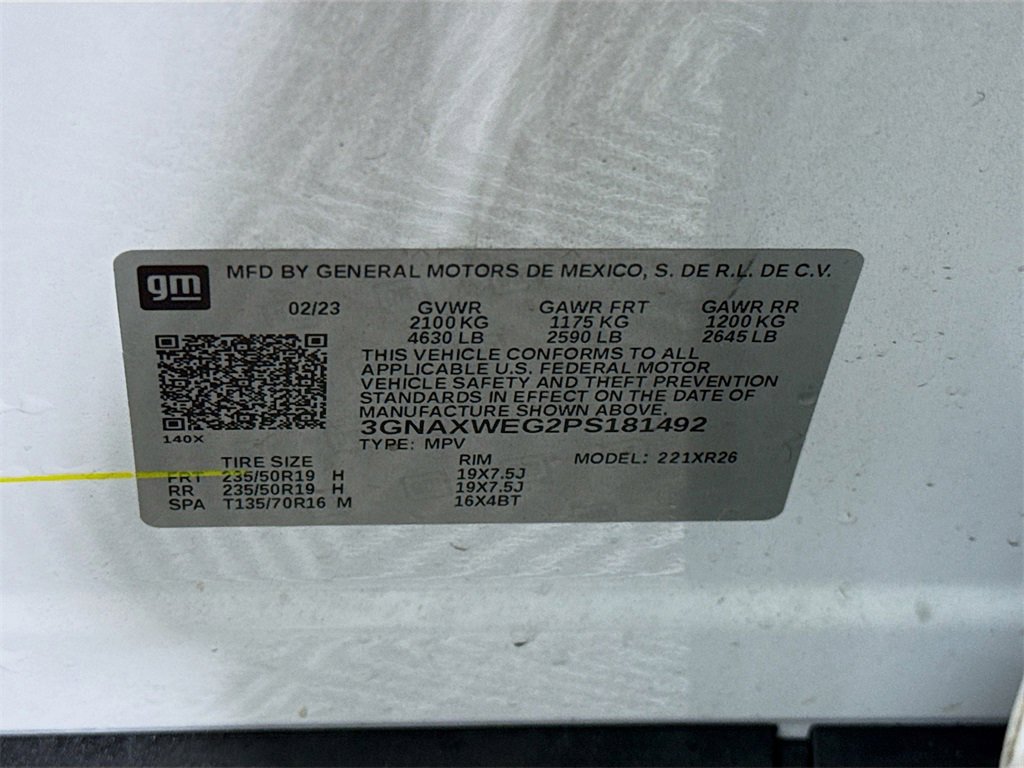 gm
MFD BY GENERAL MOTORS DE MEXICO, S. DE R.L. DE C.V.
02/23 GVWR GAWR FRT GAWR RR
2100 KG 1175 KG 1200 KG
4630 LB 2590 LB 2645 LB
THIS VEHICLE CONFORMS TO ALL
APPLICABLE U.S. FEDERAL MOTOR
VEHICLE SAFETY AND THEFT PREVENTION
STANDARDS IN EFFECT ON THE DATE OF
MANUFACTURE SHOWN ABOVE.
140X
3GNAXWEG2PS181492
TYPE: MPV
TIRE SIZE RIM MODEL: 221XR26
FRT 235/50R19 H 19X7.5J
RR 235/50R19 H 19X7.5J
SPA T135/70R16 M 16X4BT